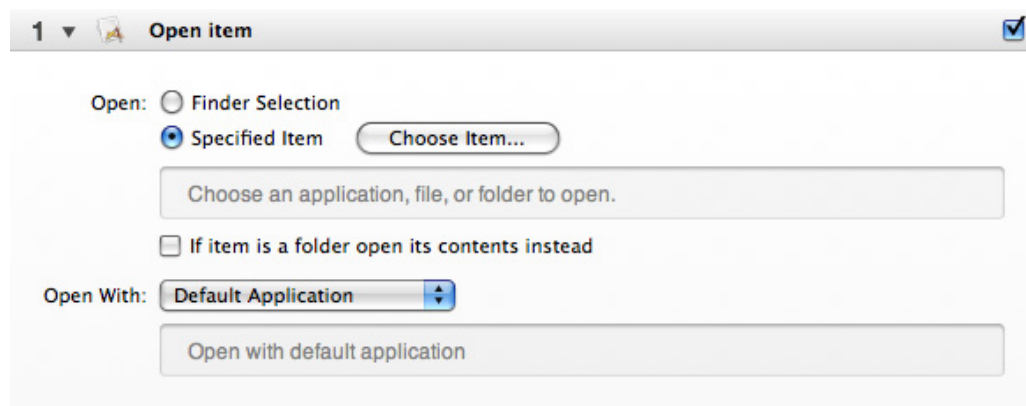 1 Open item
Open: Finder Selection
Specified Item Choose Item...
Choose an application, file, or folder to open.
If item is a folder open its contents instead
Open With: Default Application
Open with default application